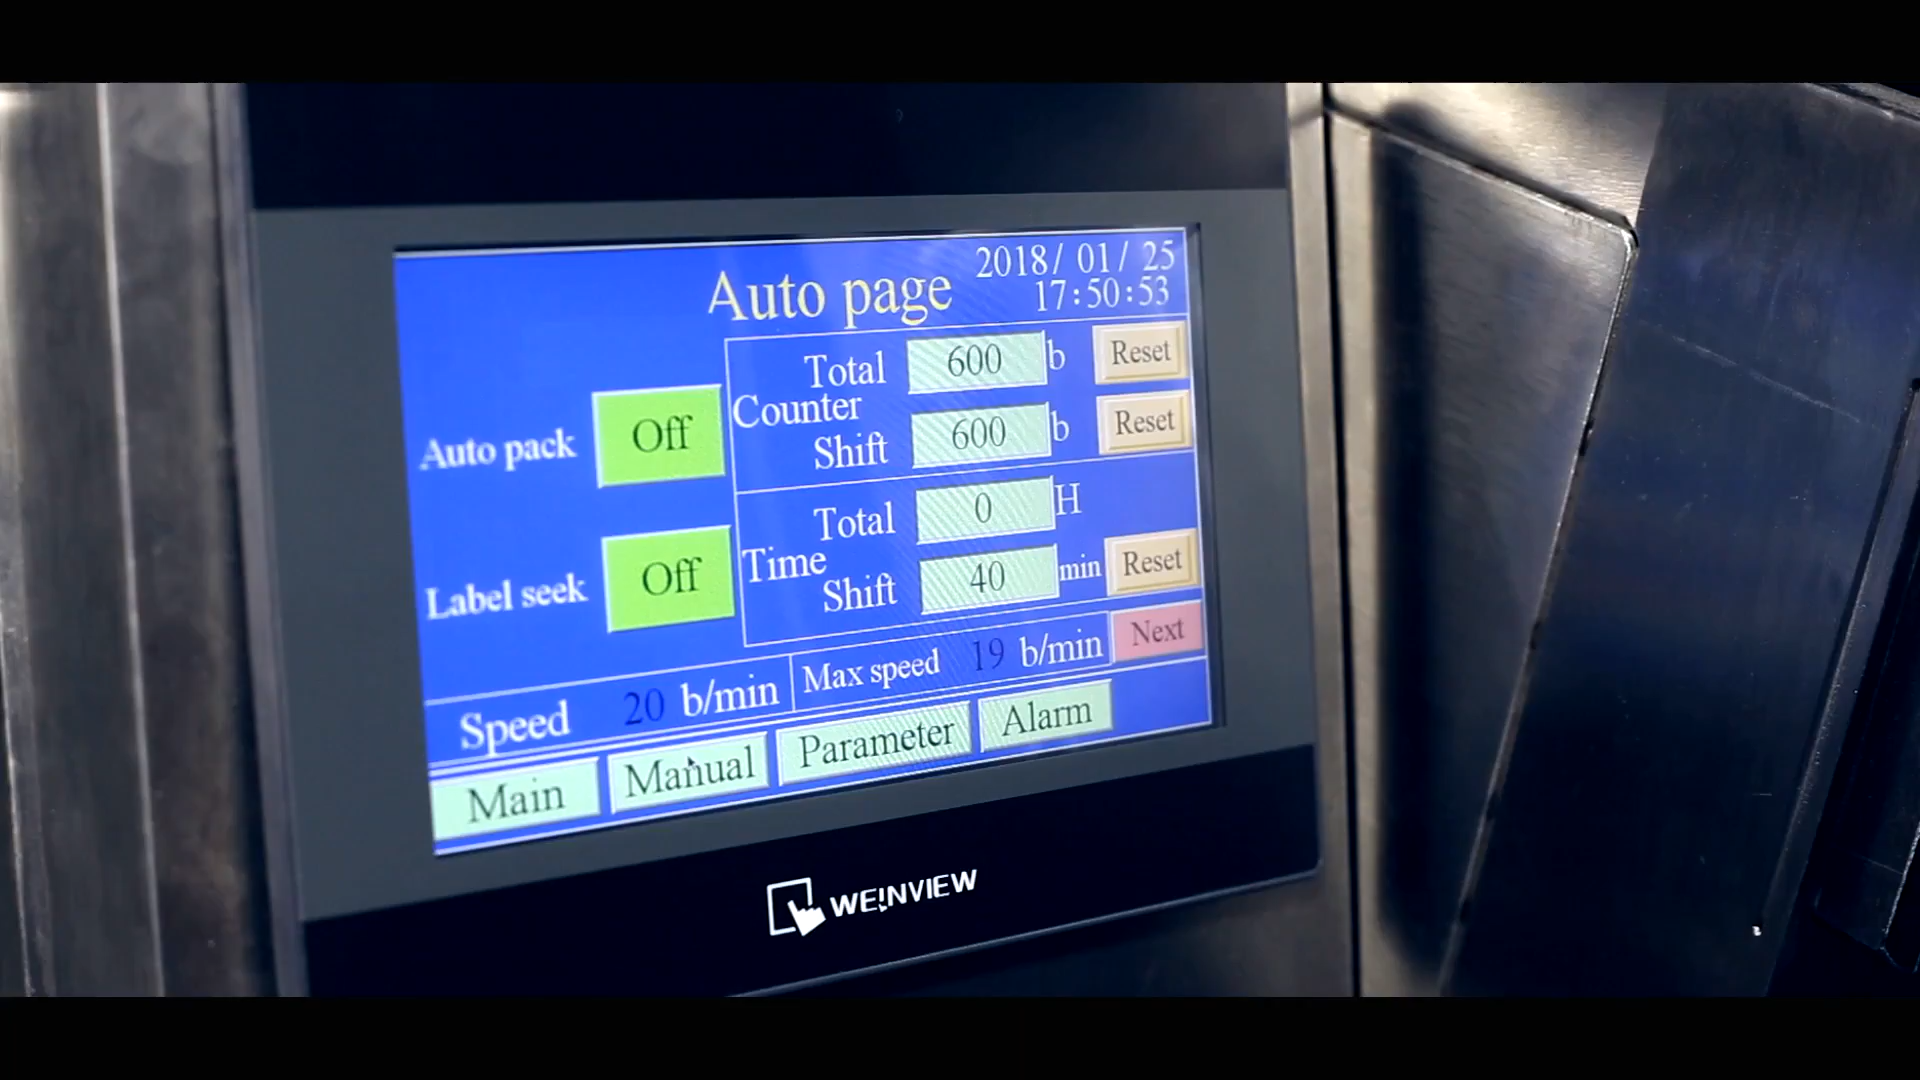 Auto page
2018/ 01/ 25
17:50:53
Auto pack Off
Label seek Off
Counter
Total 600 b Reset
Shift 600 b Reset
Time
Total 0 H
Shift 40 min Reset
Speed 20 b/min
Max speed 19 b/min Next
Main Manual Parameter Alarm
WEINVIEW